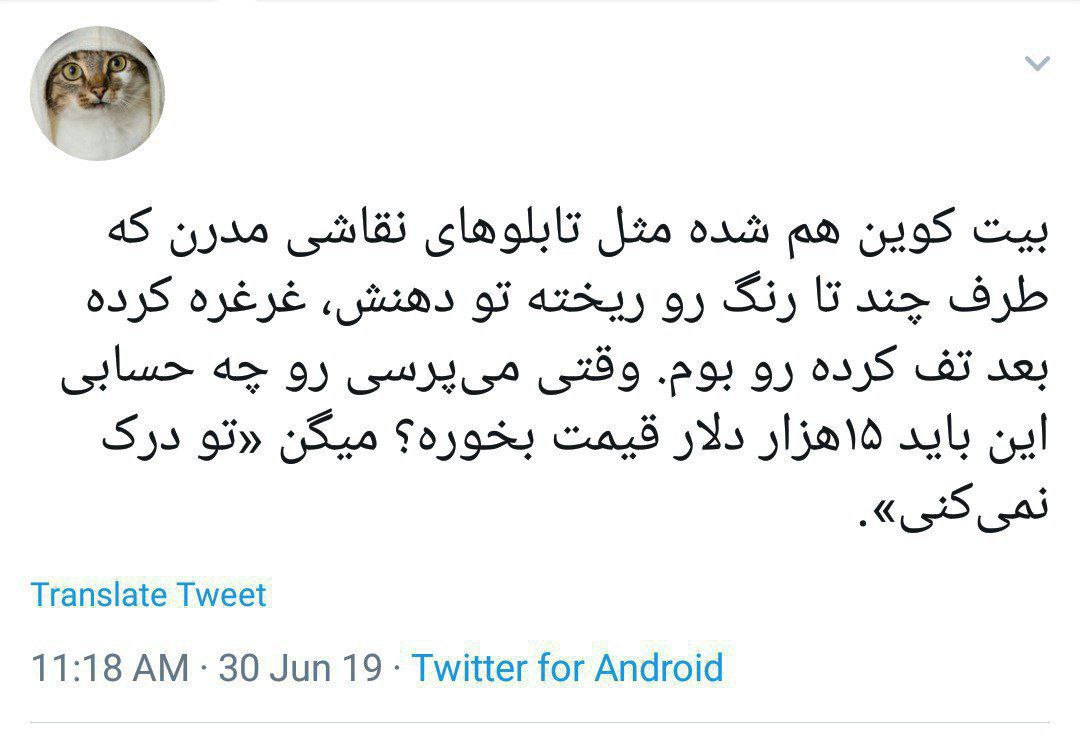 بیت کوین هم شده مثل تابلوهای نقاشی مدرن که
طرف چند تا رنگ رو ریخته تو دهنش، غرغره کرده
بعد تف کرده رو بوم. وقتی می‌پرسی رو چه حسابی
این باید ۱۵هزار دلار قیمت بخوره؟ میگن «تو درک
نمی‌کنی».
Translate Tweet
11:18 AM · 30 Jun 19 · Twitter for Android